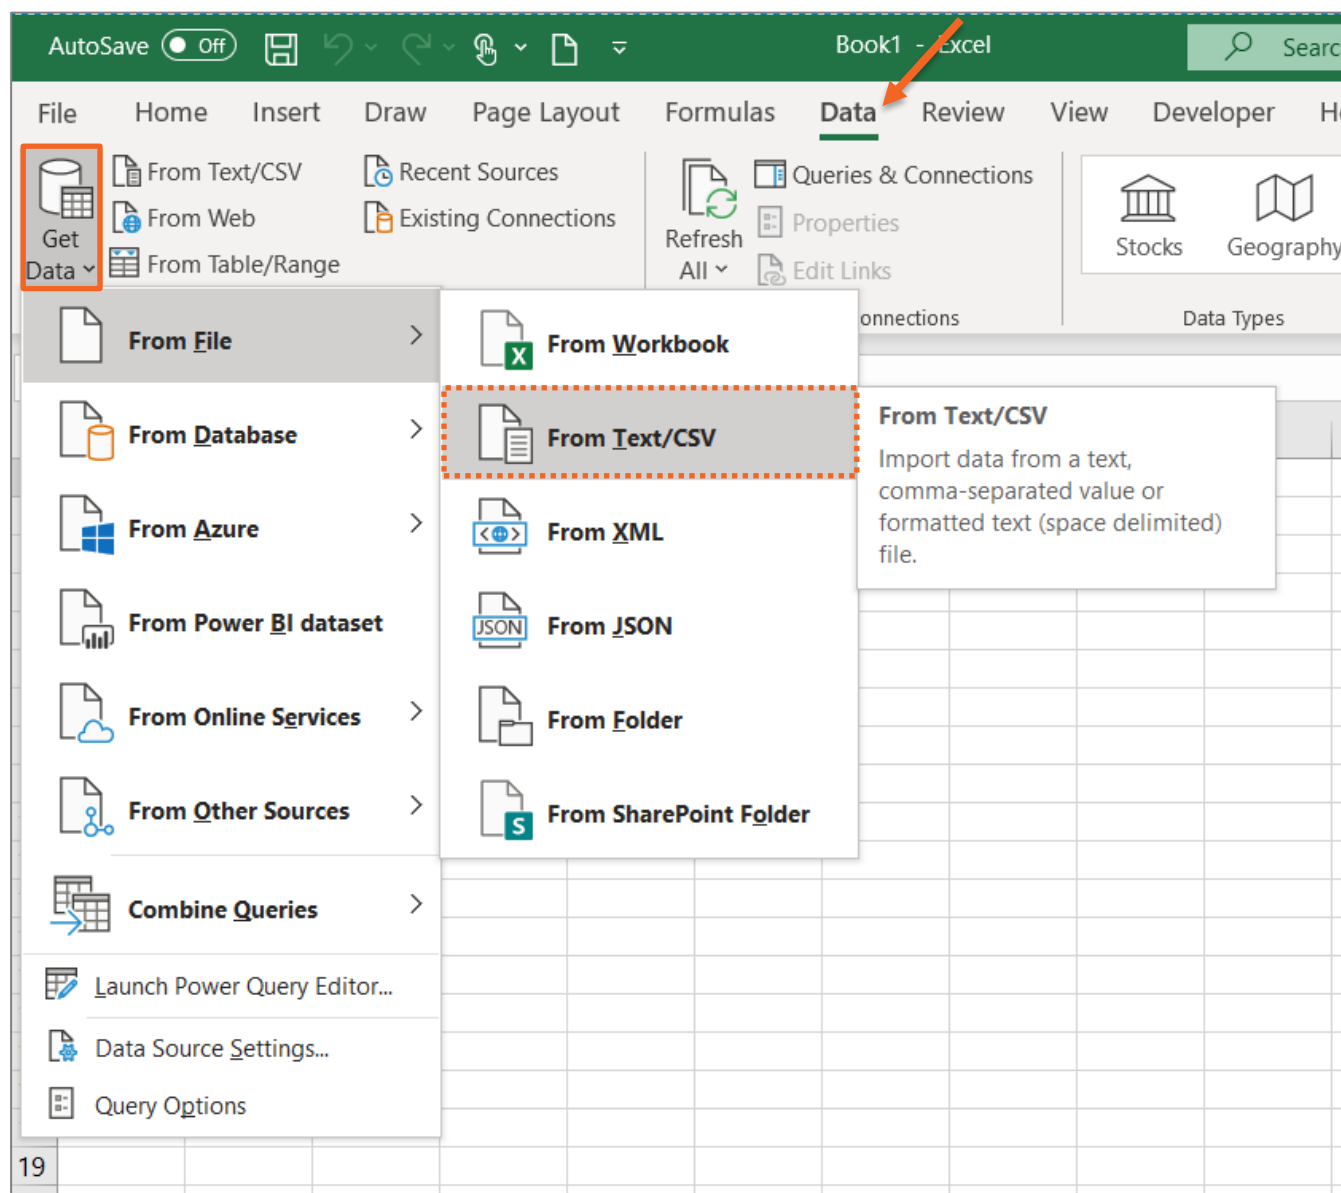 AutoSave Off Book1 - Excel Searc
File Home Insert Draw Page Layout Formulas Data Review View Developer H
Get Data
From Text/CSV
From Web
From Table/Range
Recent Sources
Existing Connections
Refresh
All
Queries & Connections
Properties
Edit Links
onnections
Stocks
Geography
Data Types
From File
From Database
From Azure
From Power BI dataset
From Online Services
From Other Sources
Combine Queries
Launch Power Query Editor...
Data Source Settings...
Query Options
From Workbook
From Text/CSV
From XML
JSON
From JSON
From Folder
From SharePoint Folder
From Text/CSV
Import data from a text,
comma-separated value or
formatted text (space delimited)
file.
19